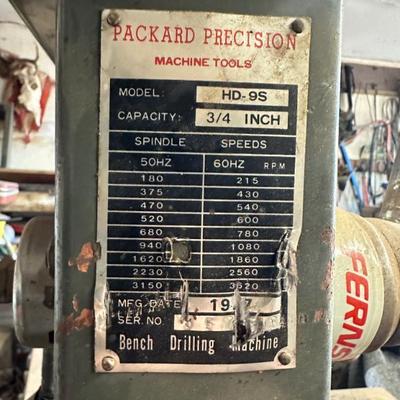 PACKARD PRECISION
MACHINE TOOLS
MODEL: HD-9S
CAPACITY: 3/4 INCH
SPINDLE SPEEDS
50HZ 60HZ R.P.M
180 215
375 430
470 540
520 600
680 780
940 1080
1620 1860
2230 2560
3150 3620
MFG. DATE
SER. NO.
Bench Drilling Machine
FERNS